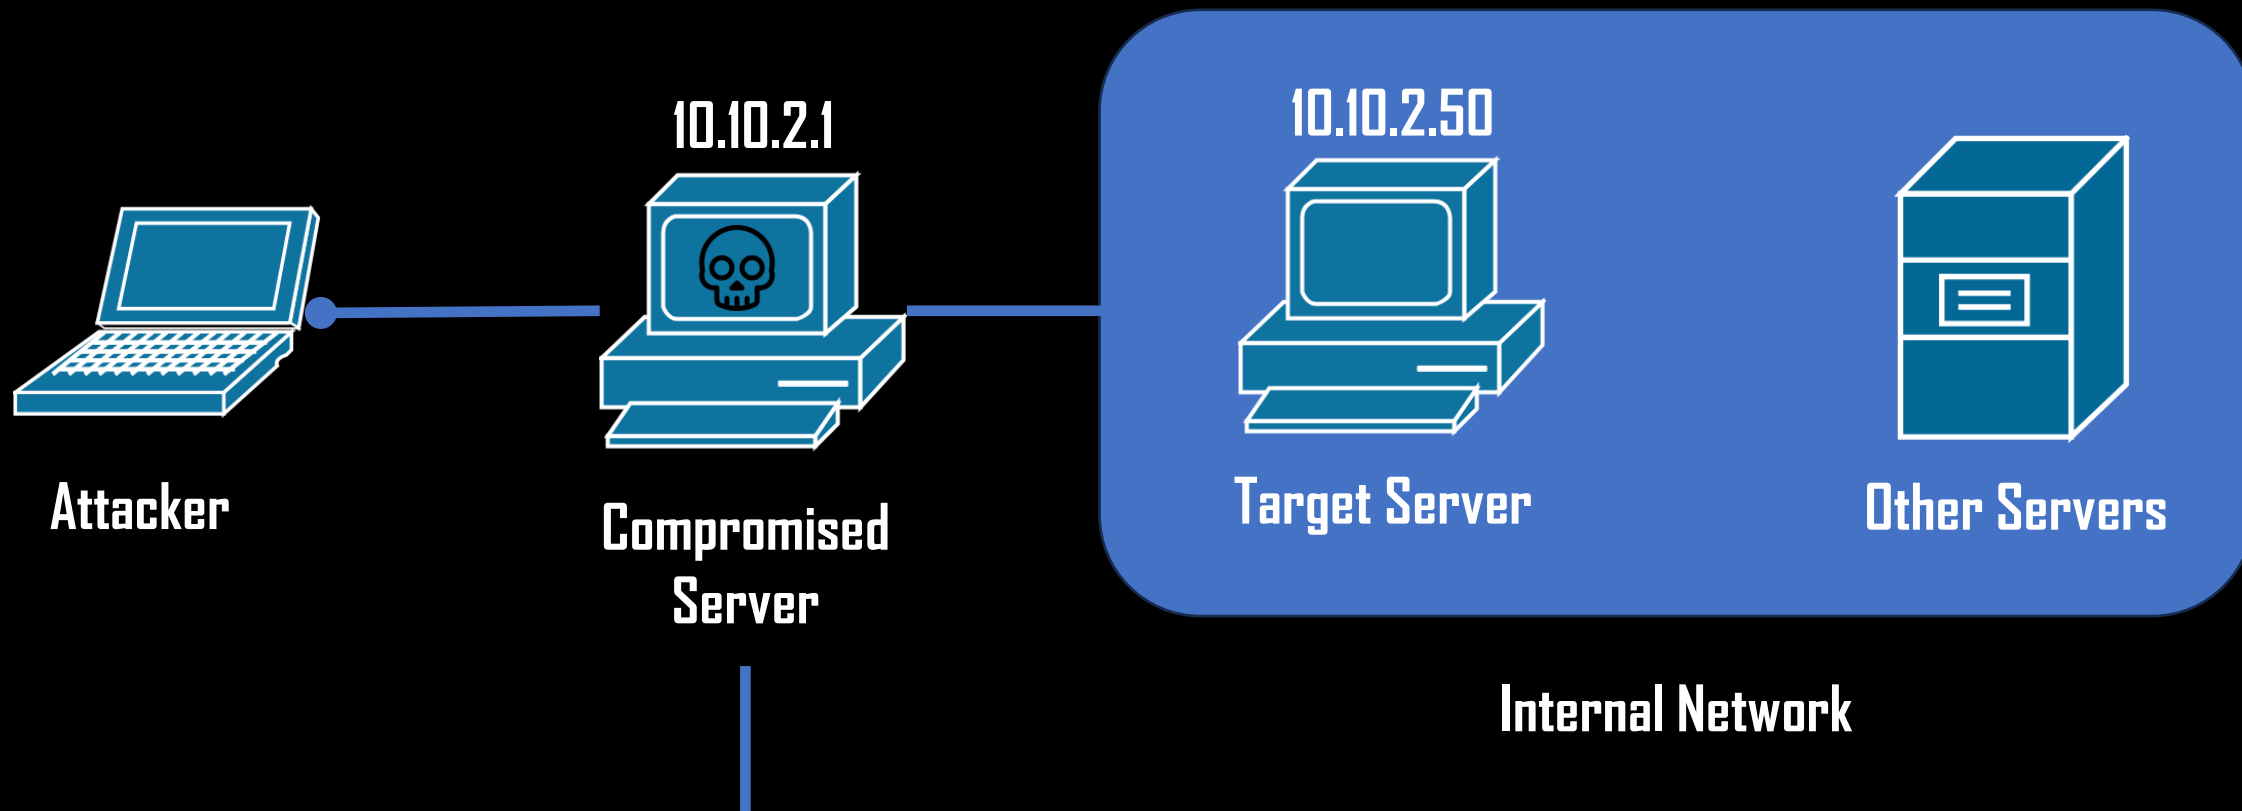 10.10.2.1
10.10.2.50
Attacker
Compromised
Server
Target Server
Other Servers
Internal Network